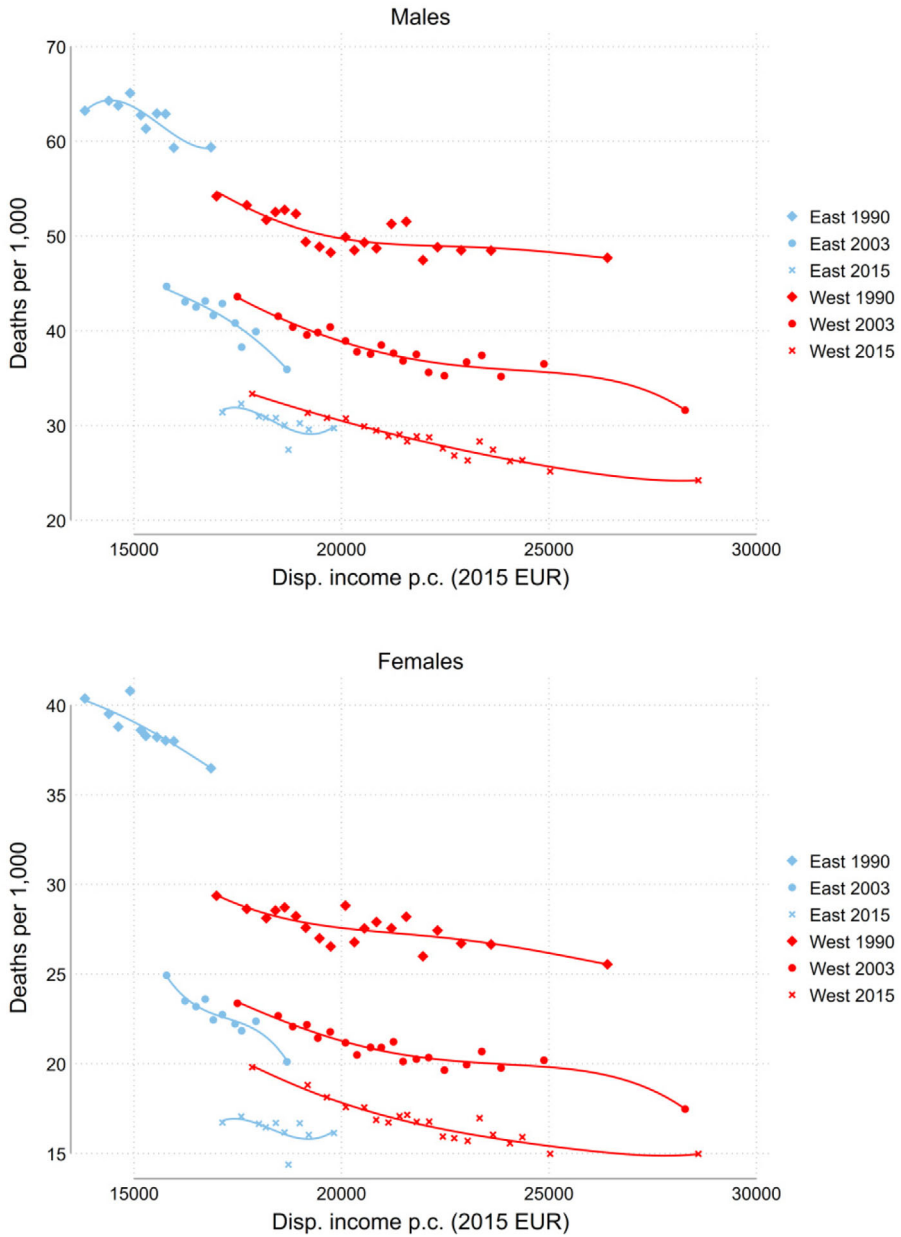 Males
70
60
50
40
30
20
Deaths per 1,000
15000 20000 25000 30000
Disp. income p.c. (2015 EUR)
East 1990
East 2003
East 2015
West 1990
West 2003
West 2015
Females
40
35
30
25
20
15
Deaths per 1,000
15000 20000 25000 30000
Disp. income p.c. (2015 EUR)
East 1990
East 2003
East 2015
West 1990
West 2003
West 2015